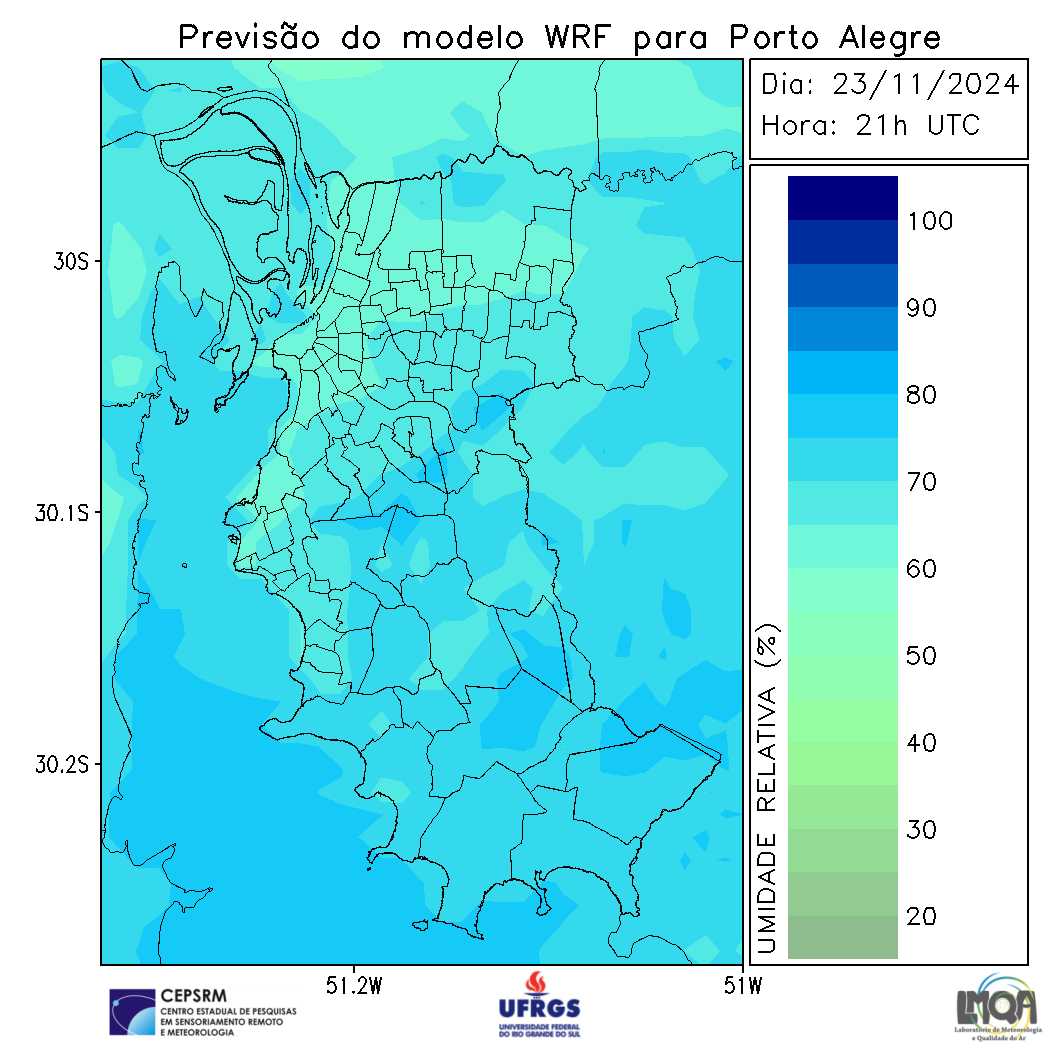 Previsão do modelo WRF para Porto Alegre
Dia: 23/11/2024
Hora: 21h UTC
100
90
80
70
60
50
40
30
20
UMIDADE RELATIVA (%)
30S
30.1S
30.2S
51.2W
51W
CEPSRM
CENTRO ESTADUAL DE PESQUISAS
EM SENSORIAMENTO REMOTO
E METEOROLOGIA
UFRGS
UNIVERSIDADE FEDERAL
DO RIO GRANDE DO SUL
LMQA
Laboratório de Meteorologia
e Qualidade do Ar